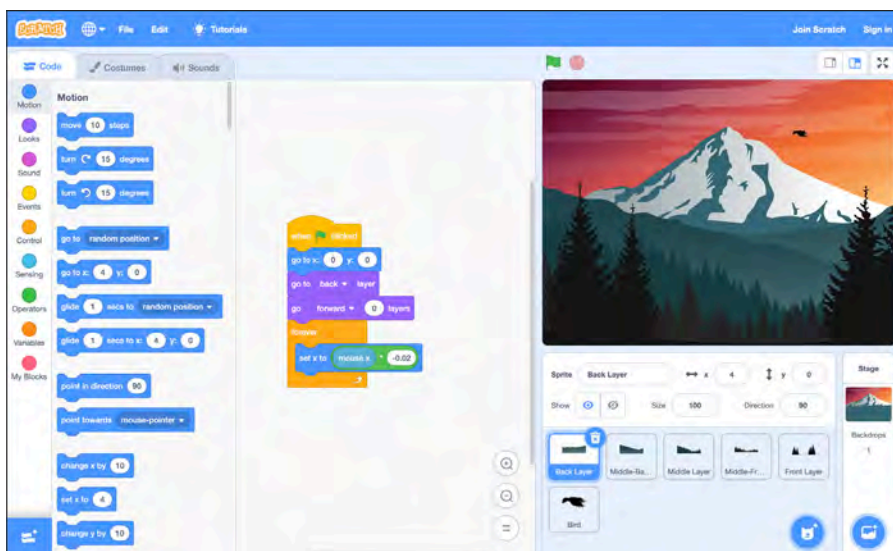 SCRATCH File Edit Tutorials Join Scratch Sign in
Code Costumes Sounds
Motion
Looks
Sound
Events
Control
Sensing
Operators
Variables
My Blocks
Motion
move 10 steps
turn 15 degrees
turn 15 degrees
go to random position
go to x: 4 y: 0
glide 1 secs to random position
glide 1 secs to x: 4 y: 0
point in direction 90
point towards mouse-pointer
change x by 10
set x to 4
change y by 10
when clicked
go to x: 0 y: 0
go to back layer
go forward 0 layers
forever
set x to mouse x * -0.02
Sprite Back Layer x 4 y 0
Show Size 100 Direction 90
Back Layer Middle-Ba... Middle Layer Middle-Fr... Front Layer
Bird
Stage
Backdrops
1